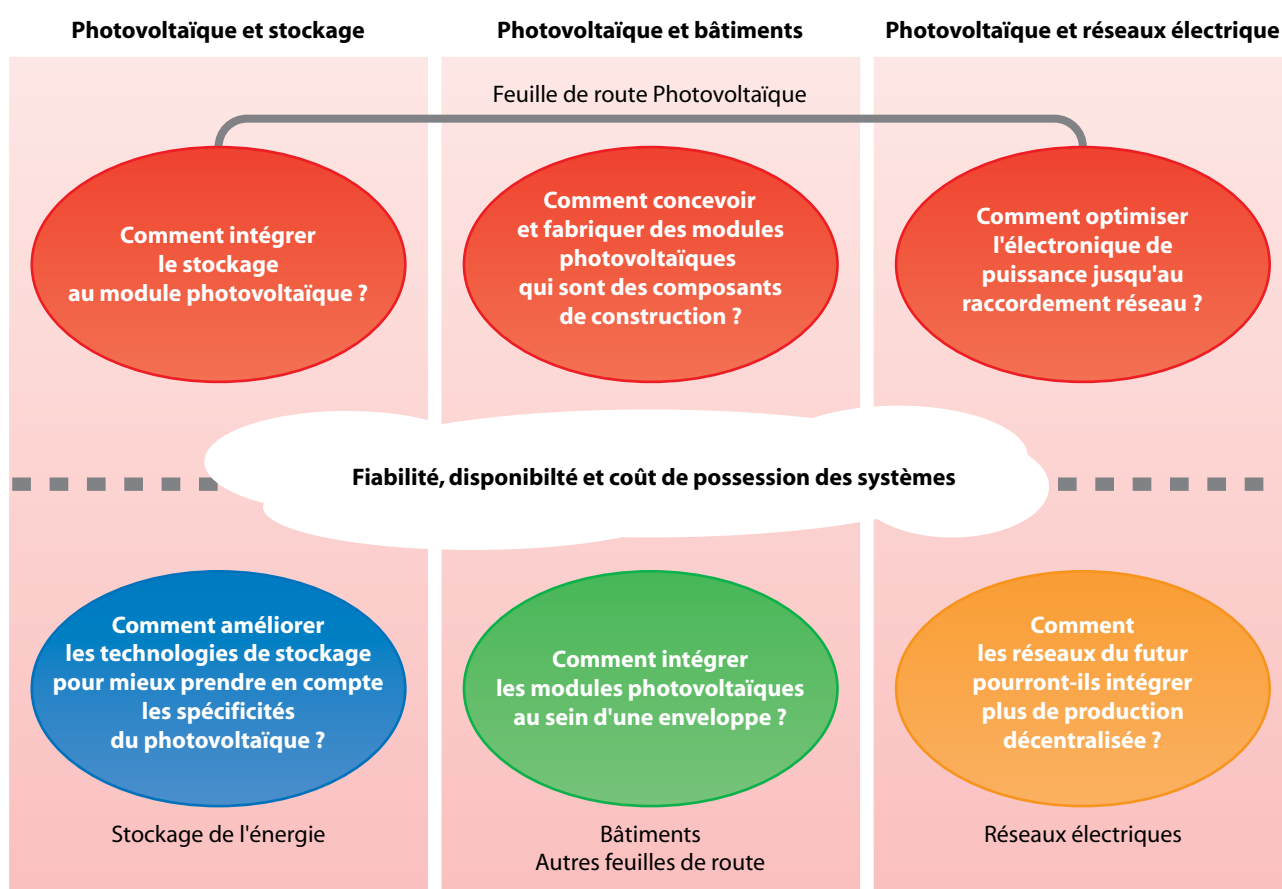 Photovoltaïque et stockage
Photovoltaïque et bâtiments
Photovoltaïque et réseaux électrique
Feuille de route Photovoltaïque
Comment intégrer
le stockage
au module photovoltaïque ?
Comment concevoir
et fabriquer des modules
photovoltaïques
qui sont des composants
de construction ?
Comment optimiser
l'électronique de
puissance jusqu'au
raccordement réseau ?
Fiabilité, disponibilté et coût de possession des systèmes
Comment améliorer
les technologies de stockage
pour mieux prendre en compte
les spécificités
du photovoltaïque ?
Comment intégrer
les modules photovoltaïques
au sein d'une enveloppe ?
Comment
les réseaux du futur
pourront-ils intégrer
plus de production
décentralisée ?
Stockage de l'énergie
Bâtiments
Autres feuilles de route
Réseaux électriques